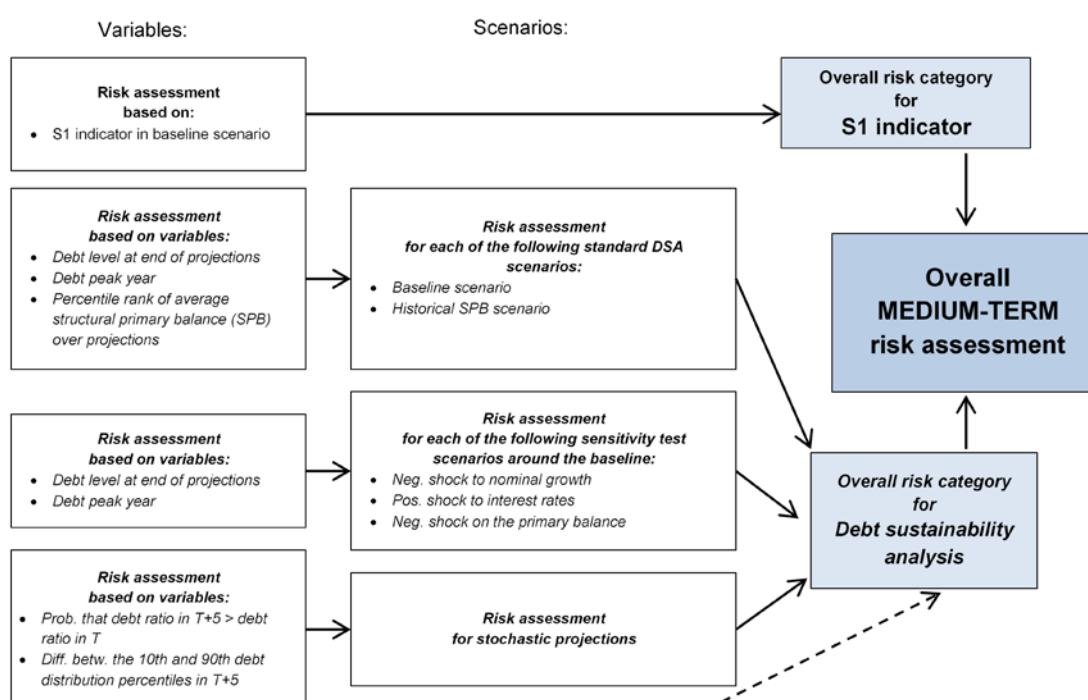 Variables:
Scenarios:
Risk assessment
based on:
• S1 indicator in baseline scenario
Overall risk category
for
S1 indicator
Risk assessment
based on variables:
• Debt level at end of projections
• Debt peak year
• Percentile rank of average
structural primary balance (SPB)
over projections
Risk assessment
for each of the following standard DSA
scenarios:
• Baseline scenario
• Historical SPB scenario
Overall
MEDIUM-TERM
risk assessment
Risk assessment
based on variables:
• Debt level at end of projections
• Debt peak year
Risk assessment
for each of the following sensitivity test
scenarios around the baseline:
• Neg. shock to nominal growth
• Pos. shock to interest rates
• Neg. shock on the primary balance
Overall risk category
for
Debt sustainability
analysis
Risk assessment
based on variables:
• Prob. that debt ratio in T+5 > debt
ratio in T
• Diff. betw. the 10th and 90th debt
distribution percentiles in T+5
Risk assessment
for stochastic projections